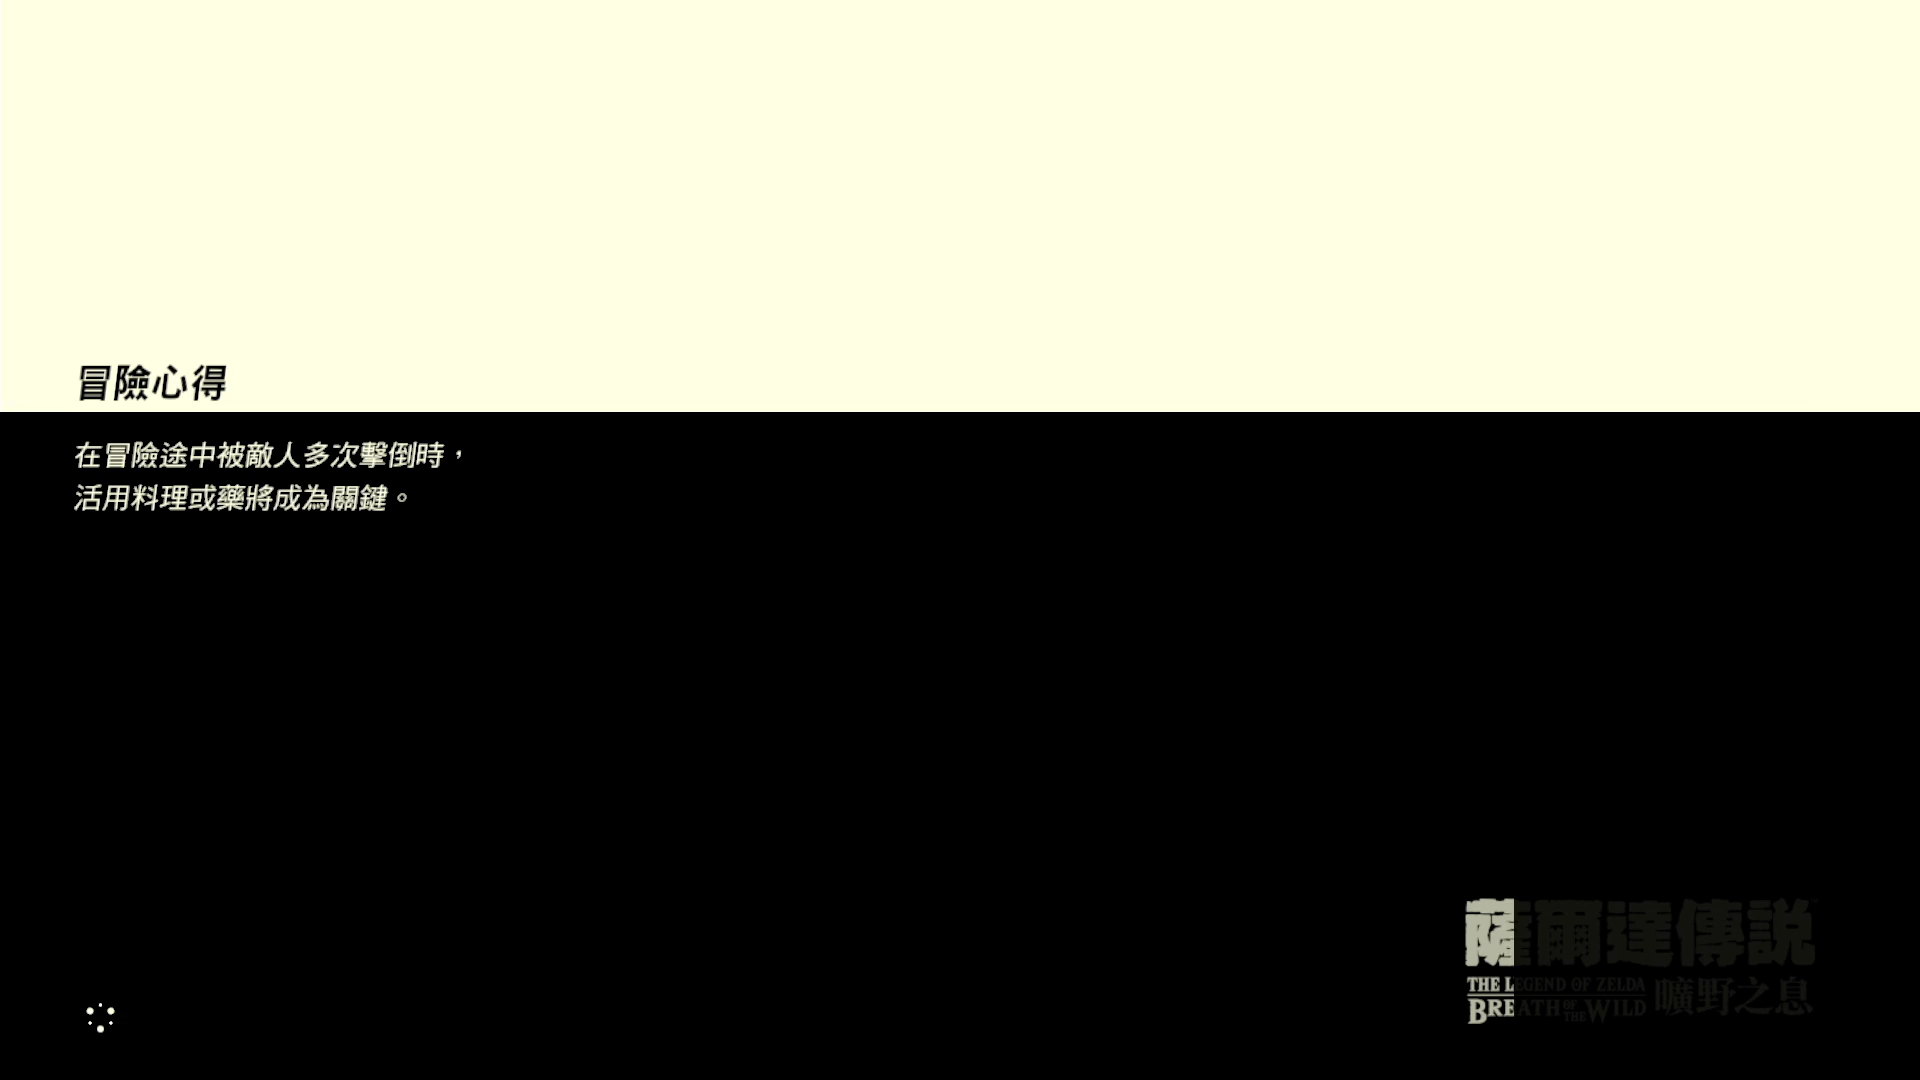 冒險心得
在冒險途中被敵人多次擊倒時，
活用料理或藥將成為關鍵。
薩爾達傳説
THE LEGEND OF ZELDA
BREATH OF THE WILD
曠野之息